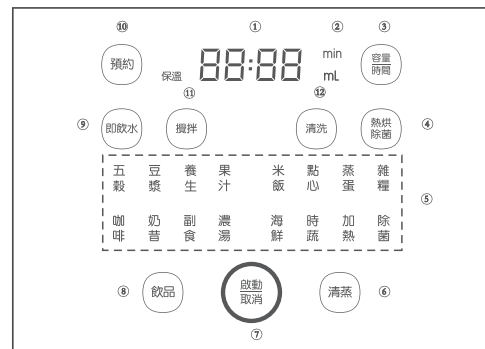 ⑩ ① ② ③
預約 保溫 88:88 min mL 容量 時間
⑪ ⑫
⑨ 即飲水 攪拌 清洗 熱烘 除菌 ④
五穀 豆漿 養生 果汁 米飯 點心 蒸蛋 雜糧
⑤
咖啡 奶昔 副食 濃湯 海鮮 時蔬 加熱 除菌
⑧ 飲品 啟動 取消 清蒸 ⑥
⑦